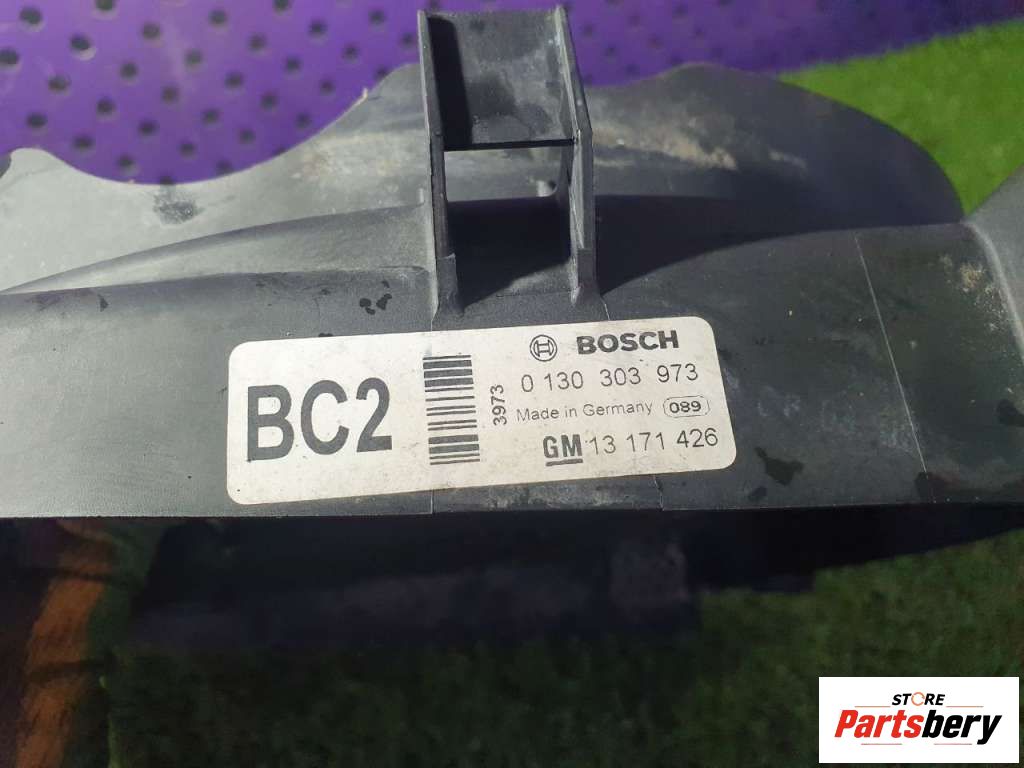 BC2
3973
BOSCH
0 130 303 973
Made in Germany 089
GM 13 171 426
STORE
Partsbery